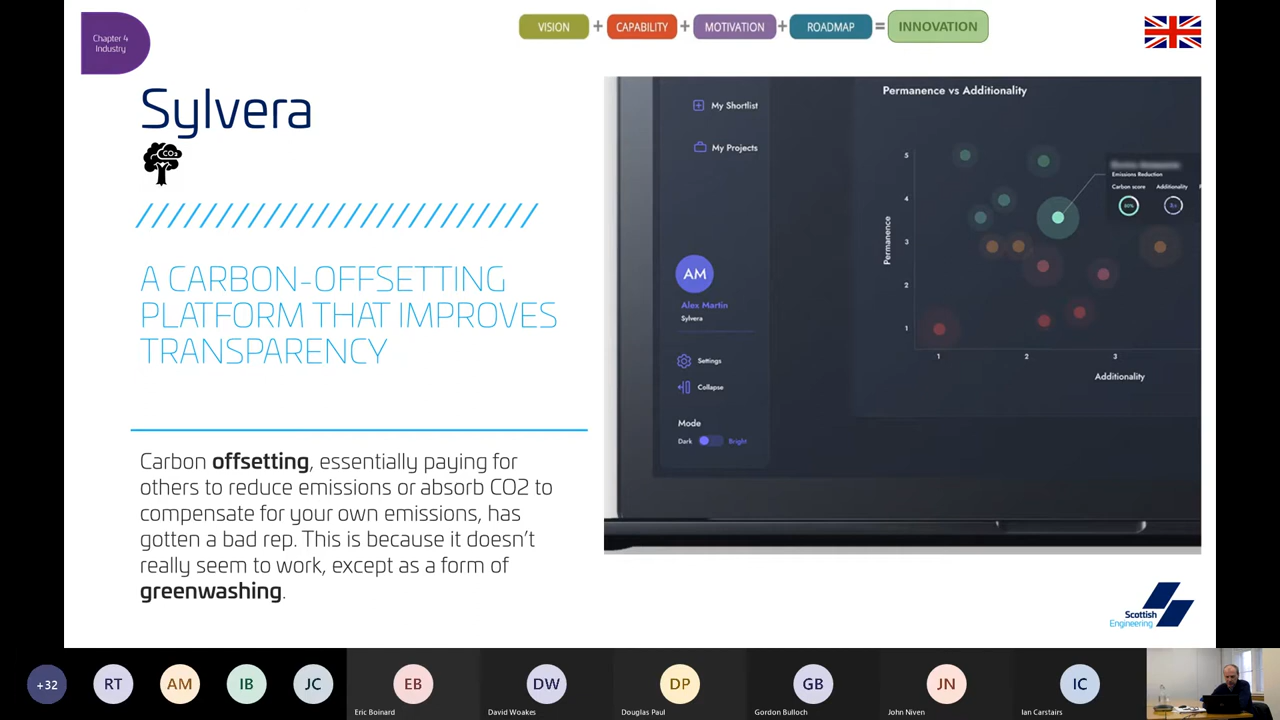 Chapter 4
Industry
VISION + CAPABILITY + MOTIVATION + ROADMAP = INNOVATION
Sylvera
CO2
A CARBON-OFFSETTING
PLATFORM THAT IMPROVES
TRANSPARENCY
Carbon offsetting, essentially paying for
others to reduce emissions or absorb CO2 to
compensate for your own emissions, has
gotten a bad rep. This is because it doesn't
really seem to work, except as a form of
greenwashing.
My Shortlist
My Projects
AM
Alex Martin
Sylvera
Settings
Collapse
Mode
Dark Bright
Permanence vs Additionality
Permanence
5
4
3
2
1
1 2 3
Additionality
Emissions Reduction
Carbon score Additionality
Scottish
Engineering
+32 RT AM IB JC EB DW DP GB JN IC
Eric Boinard David Woakes Douglas Paul Gordon Bulloch John Niven Ian Carstairs